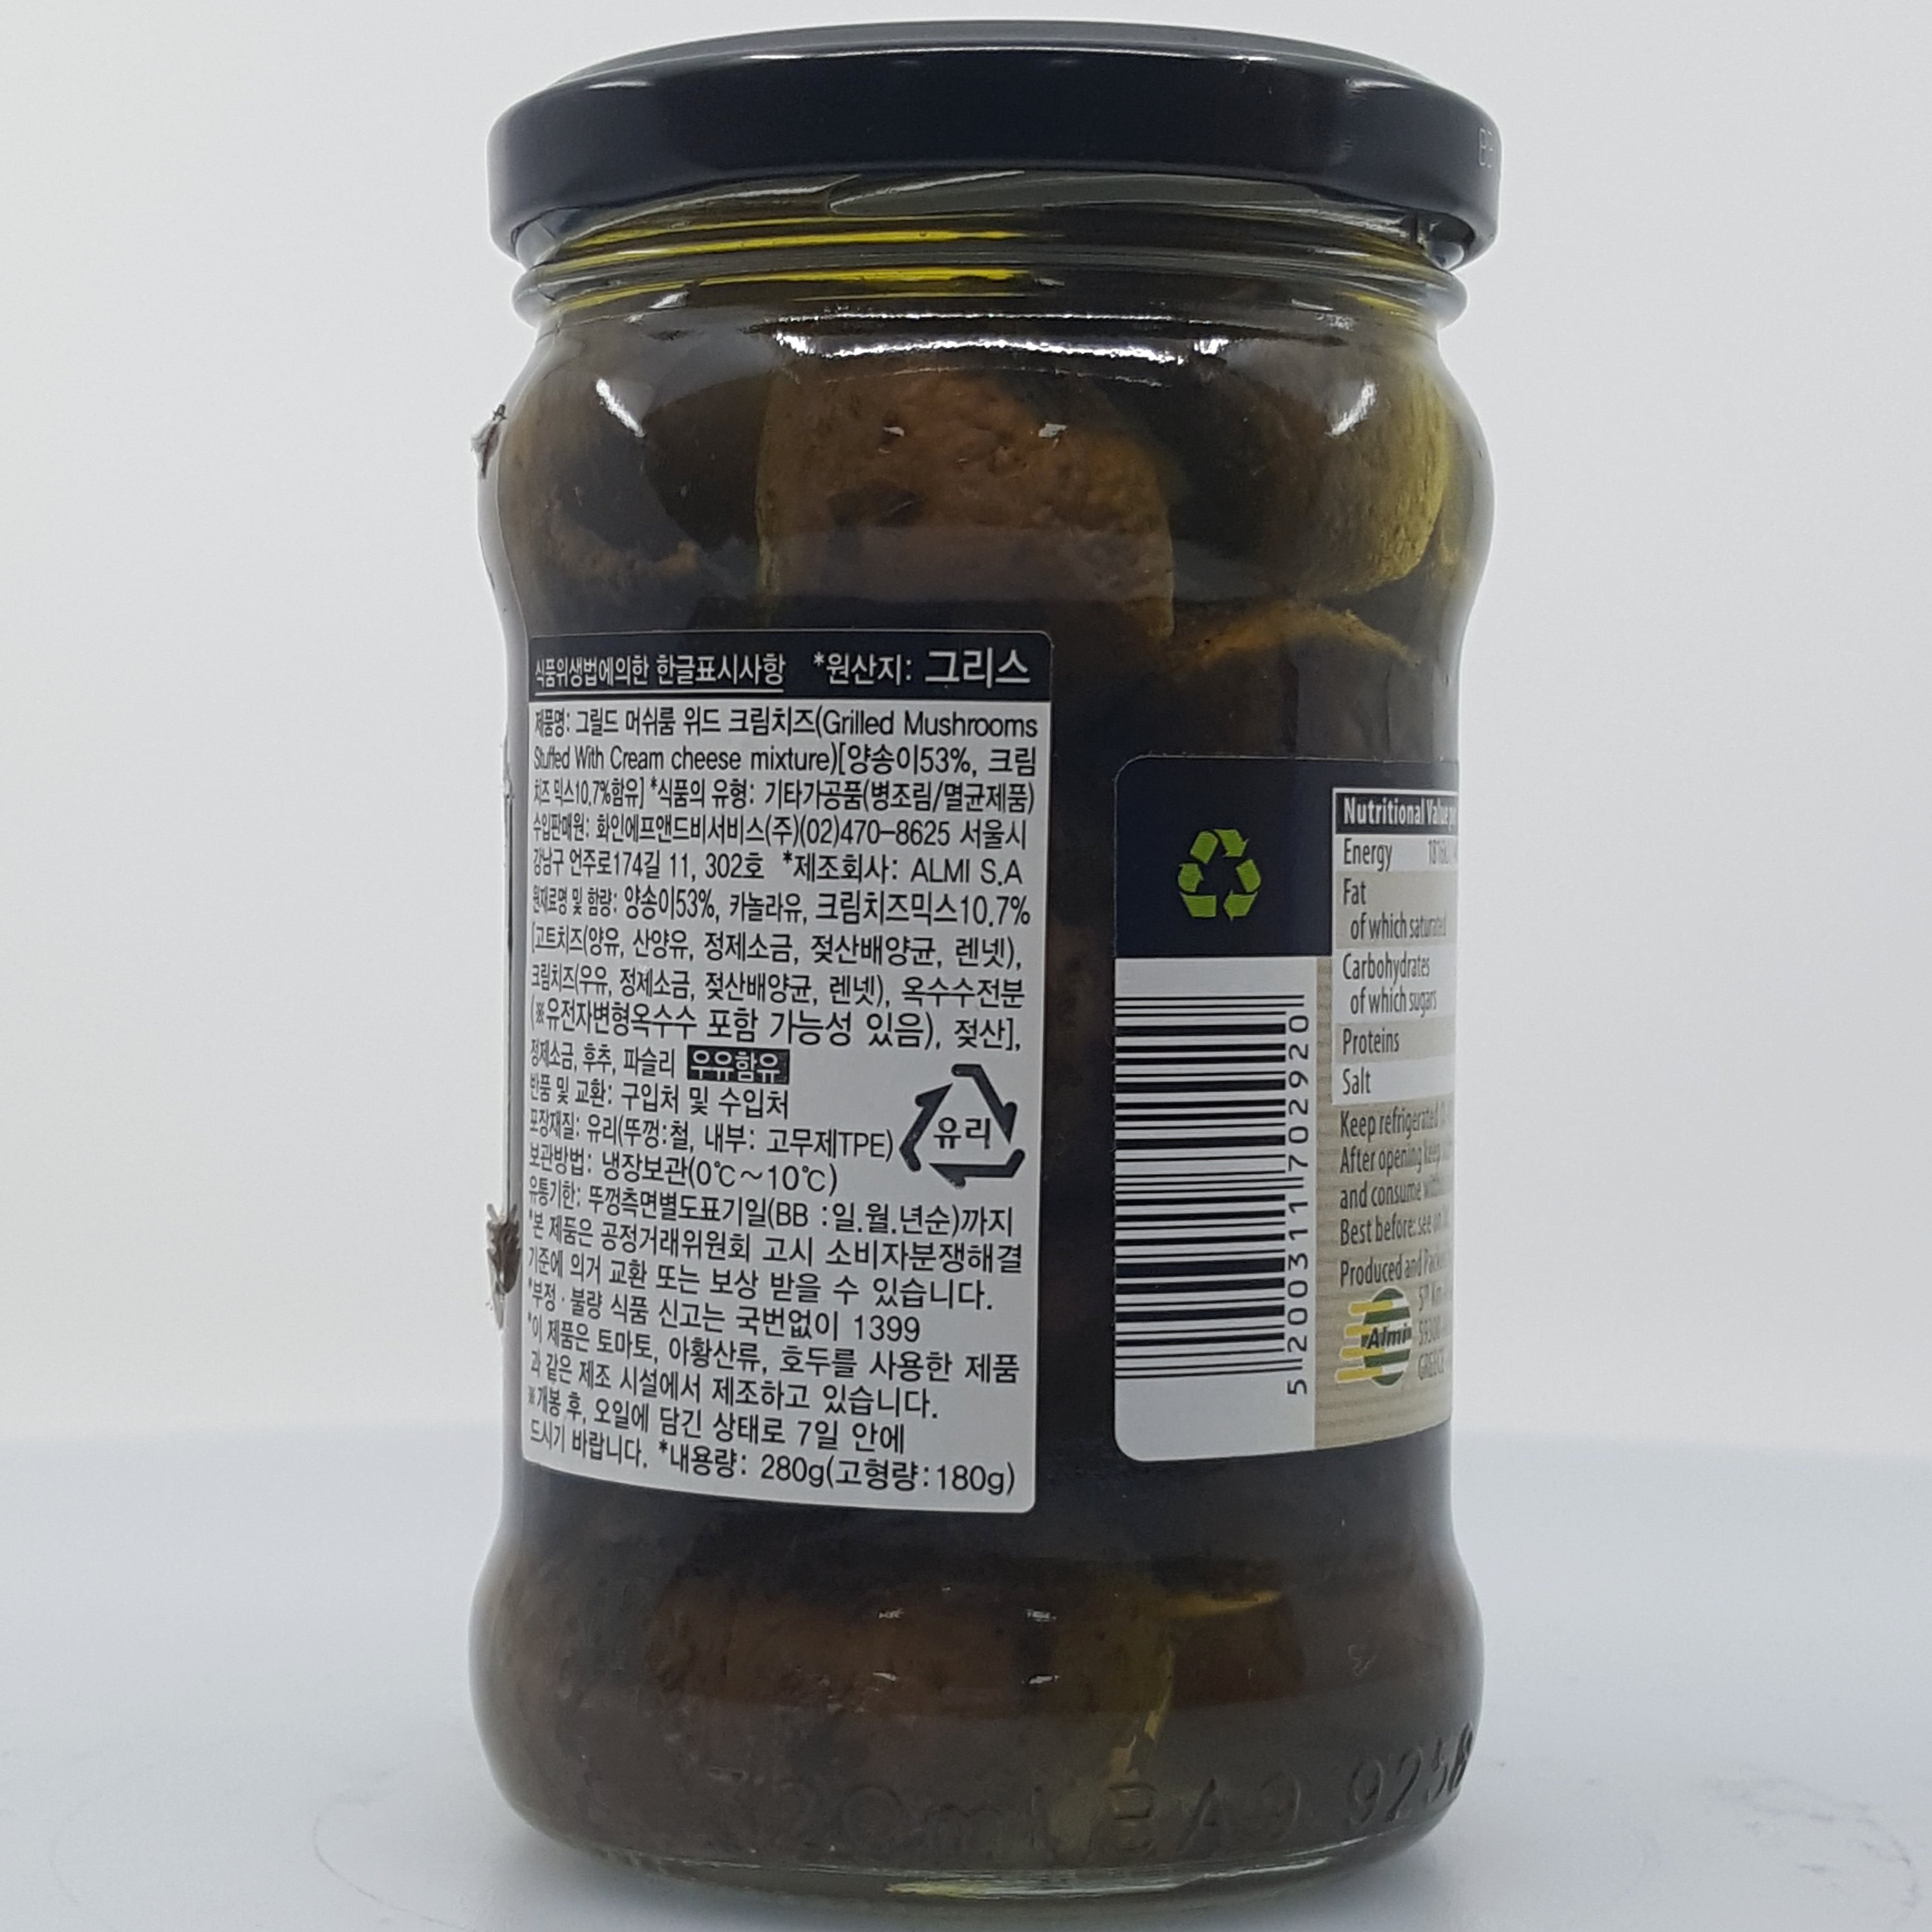 식품위생법에의한 한글표시사항 *원산지: 그리스
제품명: 그릴드 머쉬룸 위드 크림치즈(Grilled Mushrooms
Stuffed With Cream cheese mixture)[양송이53%, 크림
치즈 믹스10.7%함유] *식품의 유형: 기타가공품(병조림/멸균제품)
수입판매원: 화인에프앤드비서비스(주)(02)470-8625 서울시
강남구 언주로174길 11, 302호 *제조회사: ALMI S.A
원재료명 및 함량: 양송이53%, 카놀라유, 크림치즈믹스10.7%
[고트치즈(양유, 산양유, 정제소금, 젖산배양균, 렌넷),
크림치즈(우유, 정제소금, 젖산배양균, 렌넷), 옥수수전분
(※유전자변형옥수수 포함 가능성 있음), 젖산],
정제소금, 후추, 파슬리 우유함유
반품 및 교환: 구입처 및 수입처
포장재질: 유리(뚜껑:철, 내부: 고무제TPE)
유리
보관방법: 냉장보관(0℃~10℃)
유통기한: 뚜껑측면별도표기일(BB :일.월.년순)까지
*본 제품은 공정거래위원회 고시 소비자분쟁해결
기준에 의거 교환 또는 보상 받을 수 있습니다.
*부정·불량 식품 신고는 국번없이 1399
*이 제품은 토마토, 아황산류, 호두를 사용한 제품
과 같은 제조 시설에서 제조하고 있습니다.
※개봉 후, 오일에 담긴 상태로 7일 안에
드시기 바랍니다. *내용량: 280g(고형량:180g)
5 200311 702920
Nutritional Value
Energy
Fat
of which saturated
Carbohydrates
of which sugars
Proteins
Salt
Keep refrigerated
After opening keep
and consume
Best before: see on
Produced and
Almi
GREECE
BB
20ml BA9 925